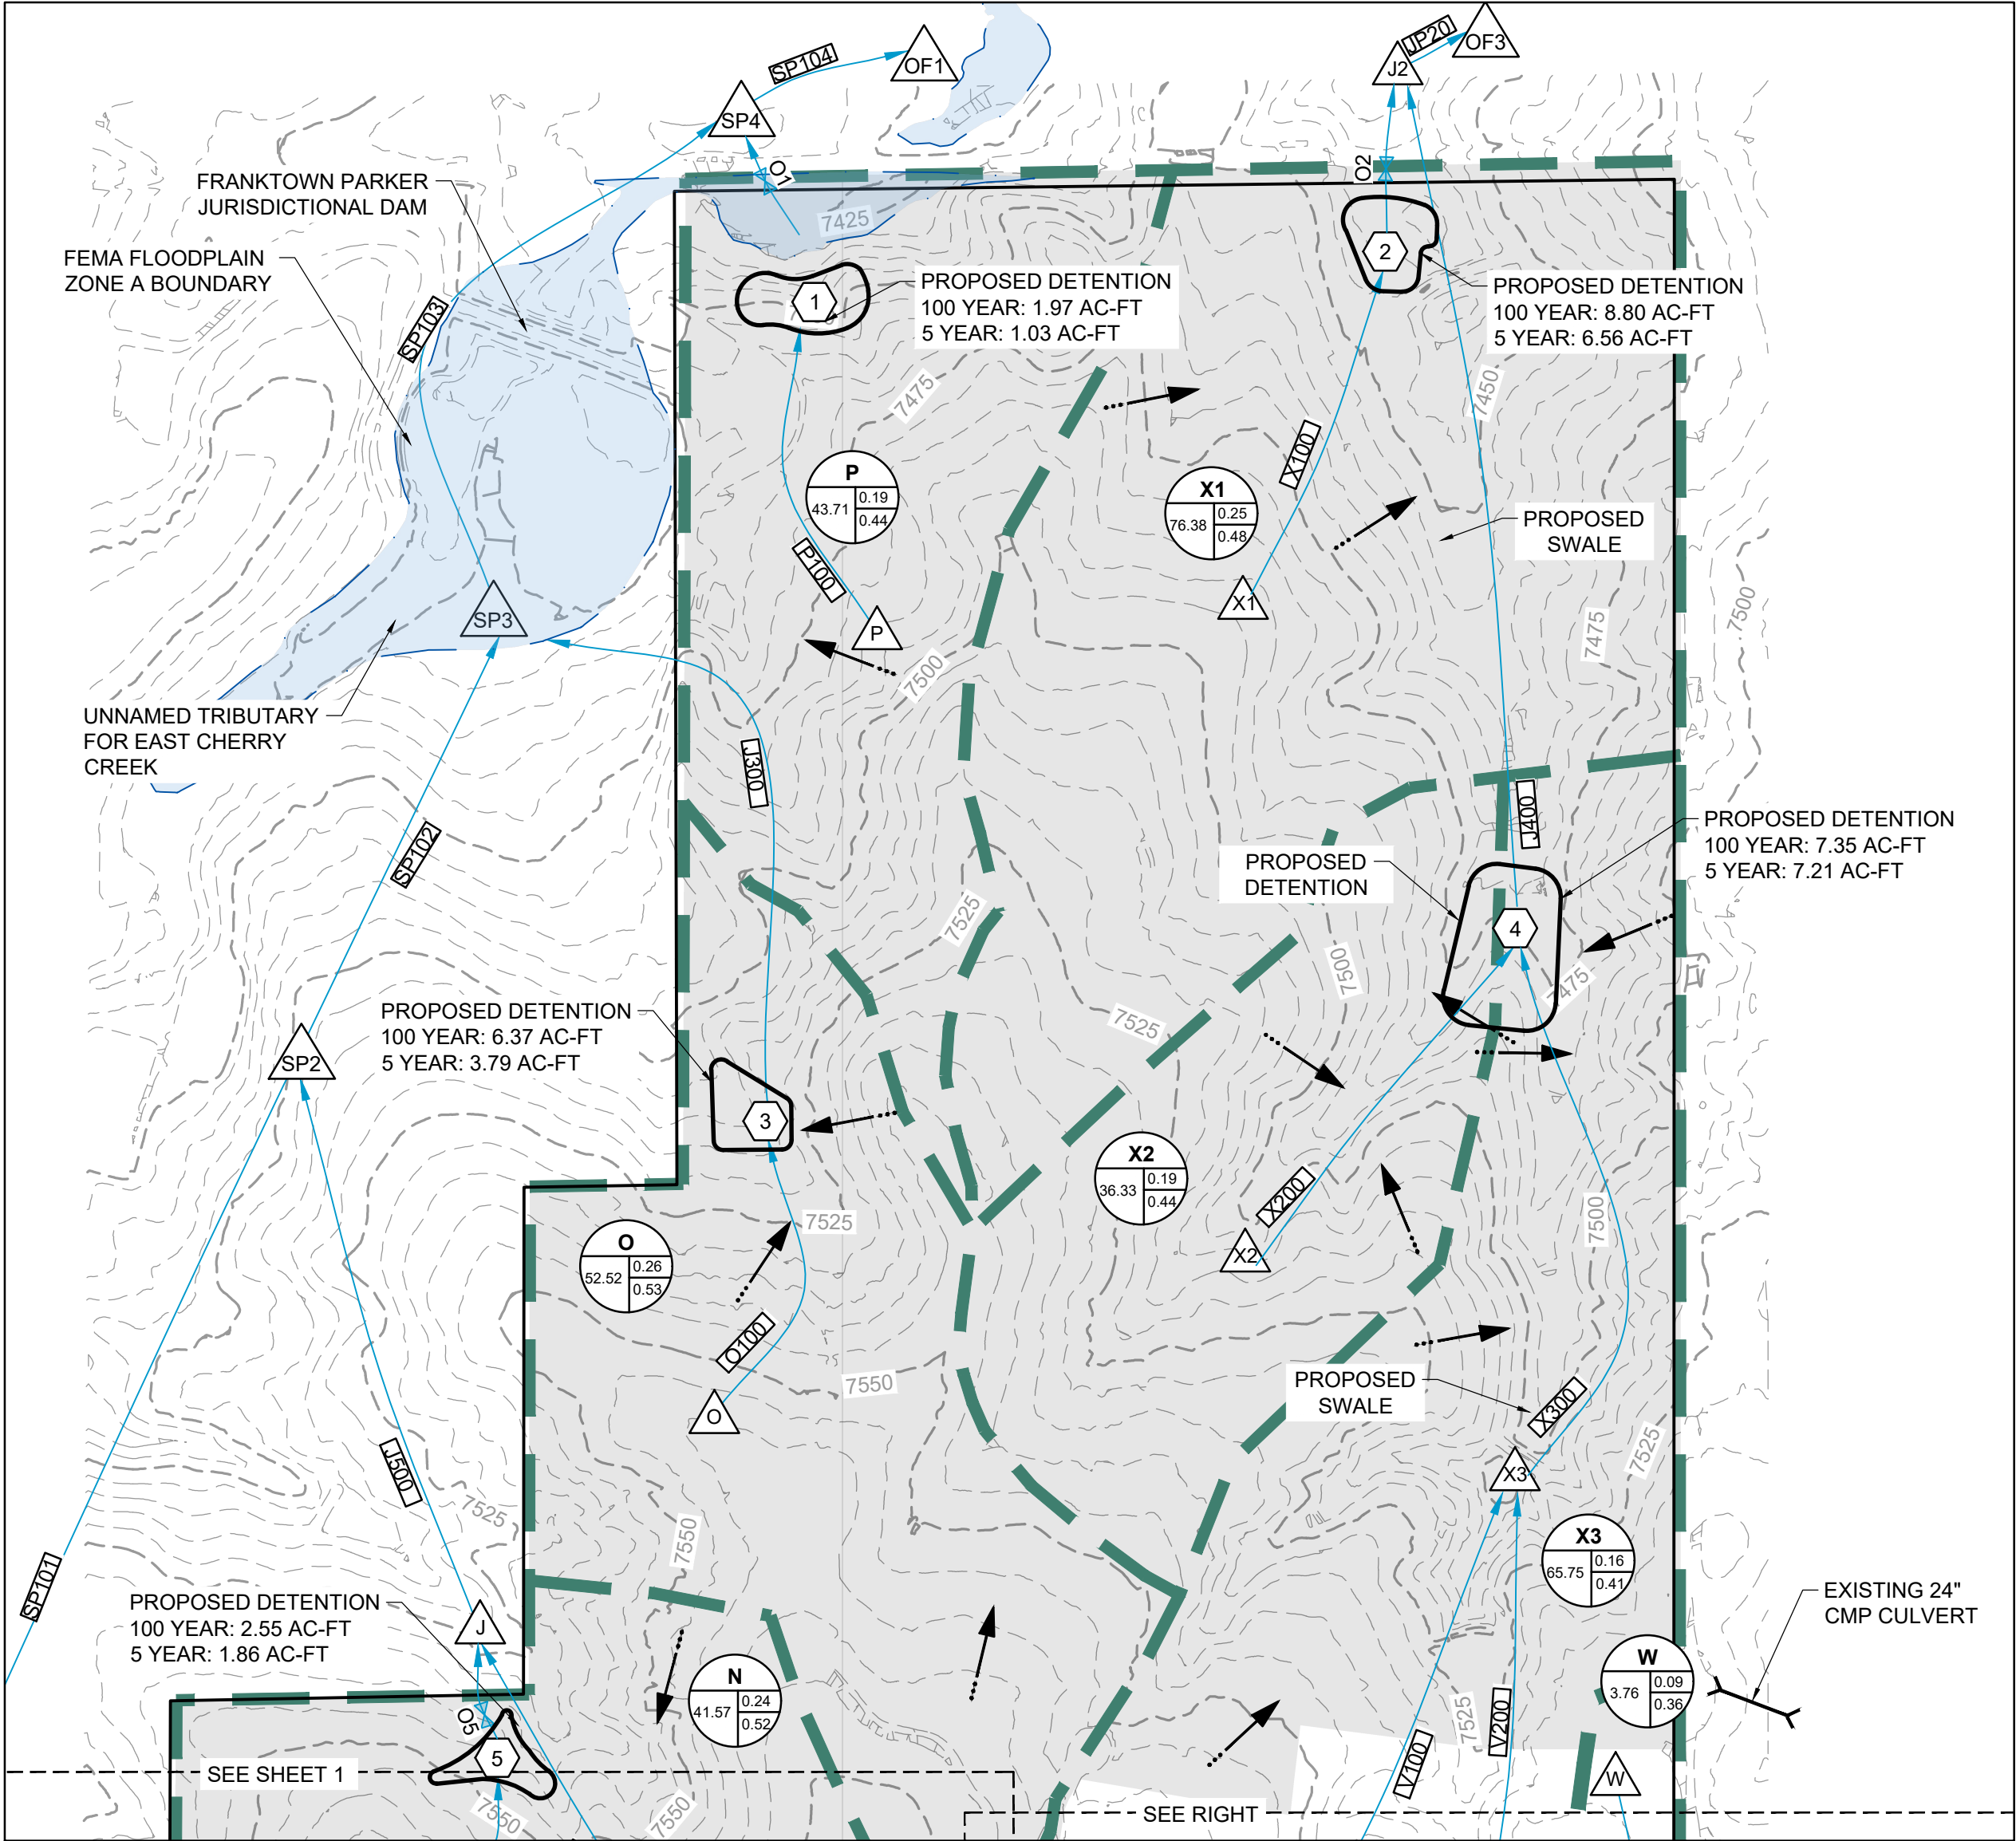 SP104
OF1
JP20
OF3
J2
SP4
O1
O2
FRANKTOWN PARKER
JURISDICTIONAL DAM
7425
FEMA FLOODPLAIN
ZONE A BOUNDARY
2
1
PROPOSED DETENTION
100 YEAR: 1.97 AC-FT
5 YEAR: 1.03 AC-FT
PROPOSED DETENTION
100 YEAR: 8.80 AC-FT
5 YEAR: 6.56 AC-FT
SP103
7475
7450
X100
P
43.71
0.19
0.44
X1
76.38
0.25
0.48
PROPOSED
SWALE
P100
X1
SP3
P
7475
7500
7500
UNNAMED TRIBUTARY
FOR EAST CHERRY
CREEK
J300
J400
SP102
PROPOSED
DETENTION
PROPOSED DETENTION
100 YEAR: 7.35 AC-FT
5 YEAR: 7.21 AC-FT
7525
4
7500
7475
PROPOSED DETENTION
100 YEAR: 6.37 AC-FT
5 YEAR: 3.79 AC-FT
7525
SP2
3
X2
36.33
0.19
0.44
X200
7525
7500
O
52.52
0.26
0.53
X2
O100
7550
PROPOSED
SWALE
X300
O
7525
J500
X3
7525
7550
X3
65.75
0.16
0.41
SP101
PROPOSED DETENTION
100 YEAR: 2.55 AC-FT
5 YEAR: 1.86 AC-FT
J
EXISTING 24"
CMP CULVERT
N
41.57
0.24
0.52
W
3.76
0.09
0.36
O5
7525
V200
5
V100
SEE SHEET 1
W
7550
7550
SEE RIGHT